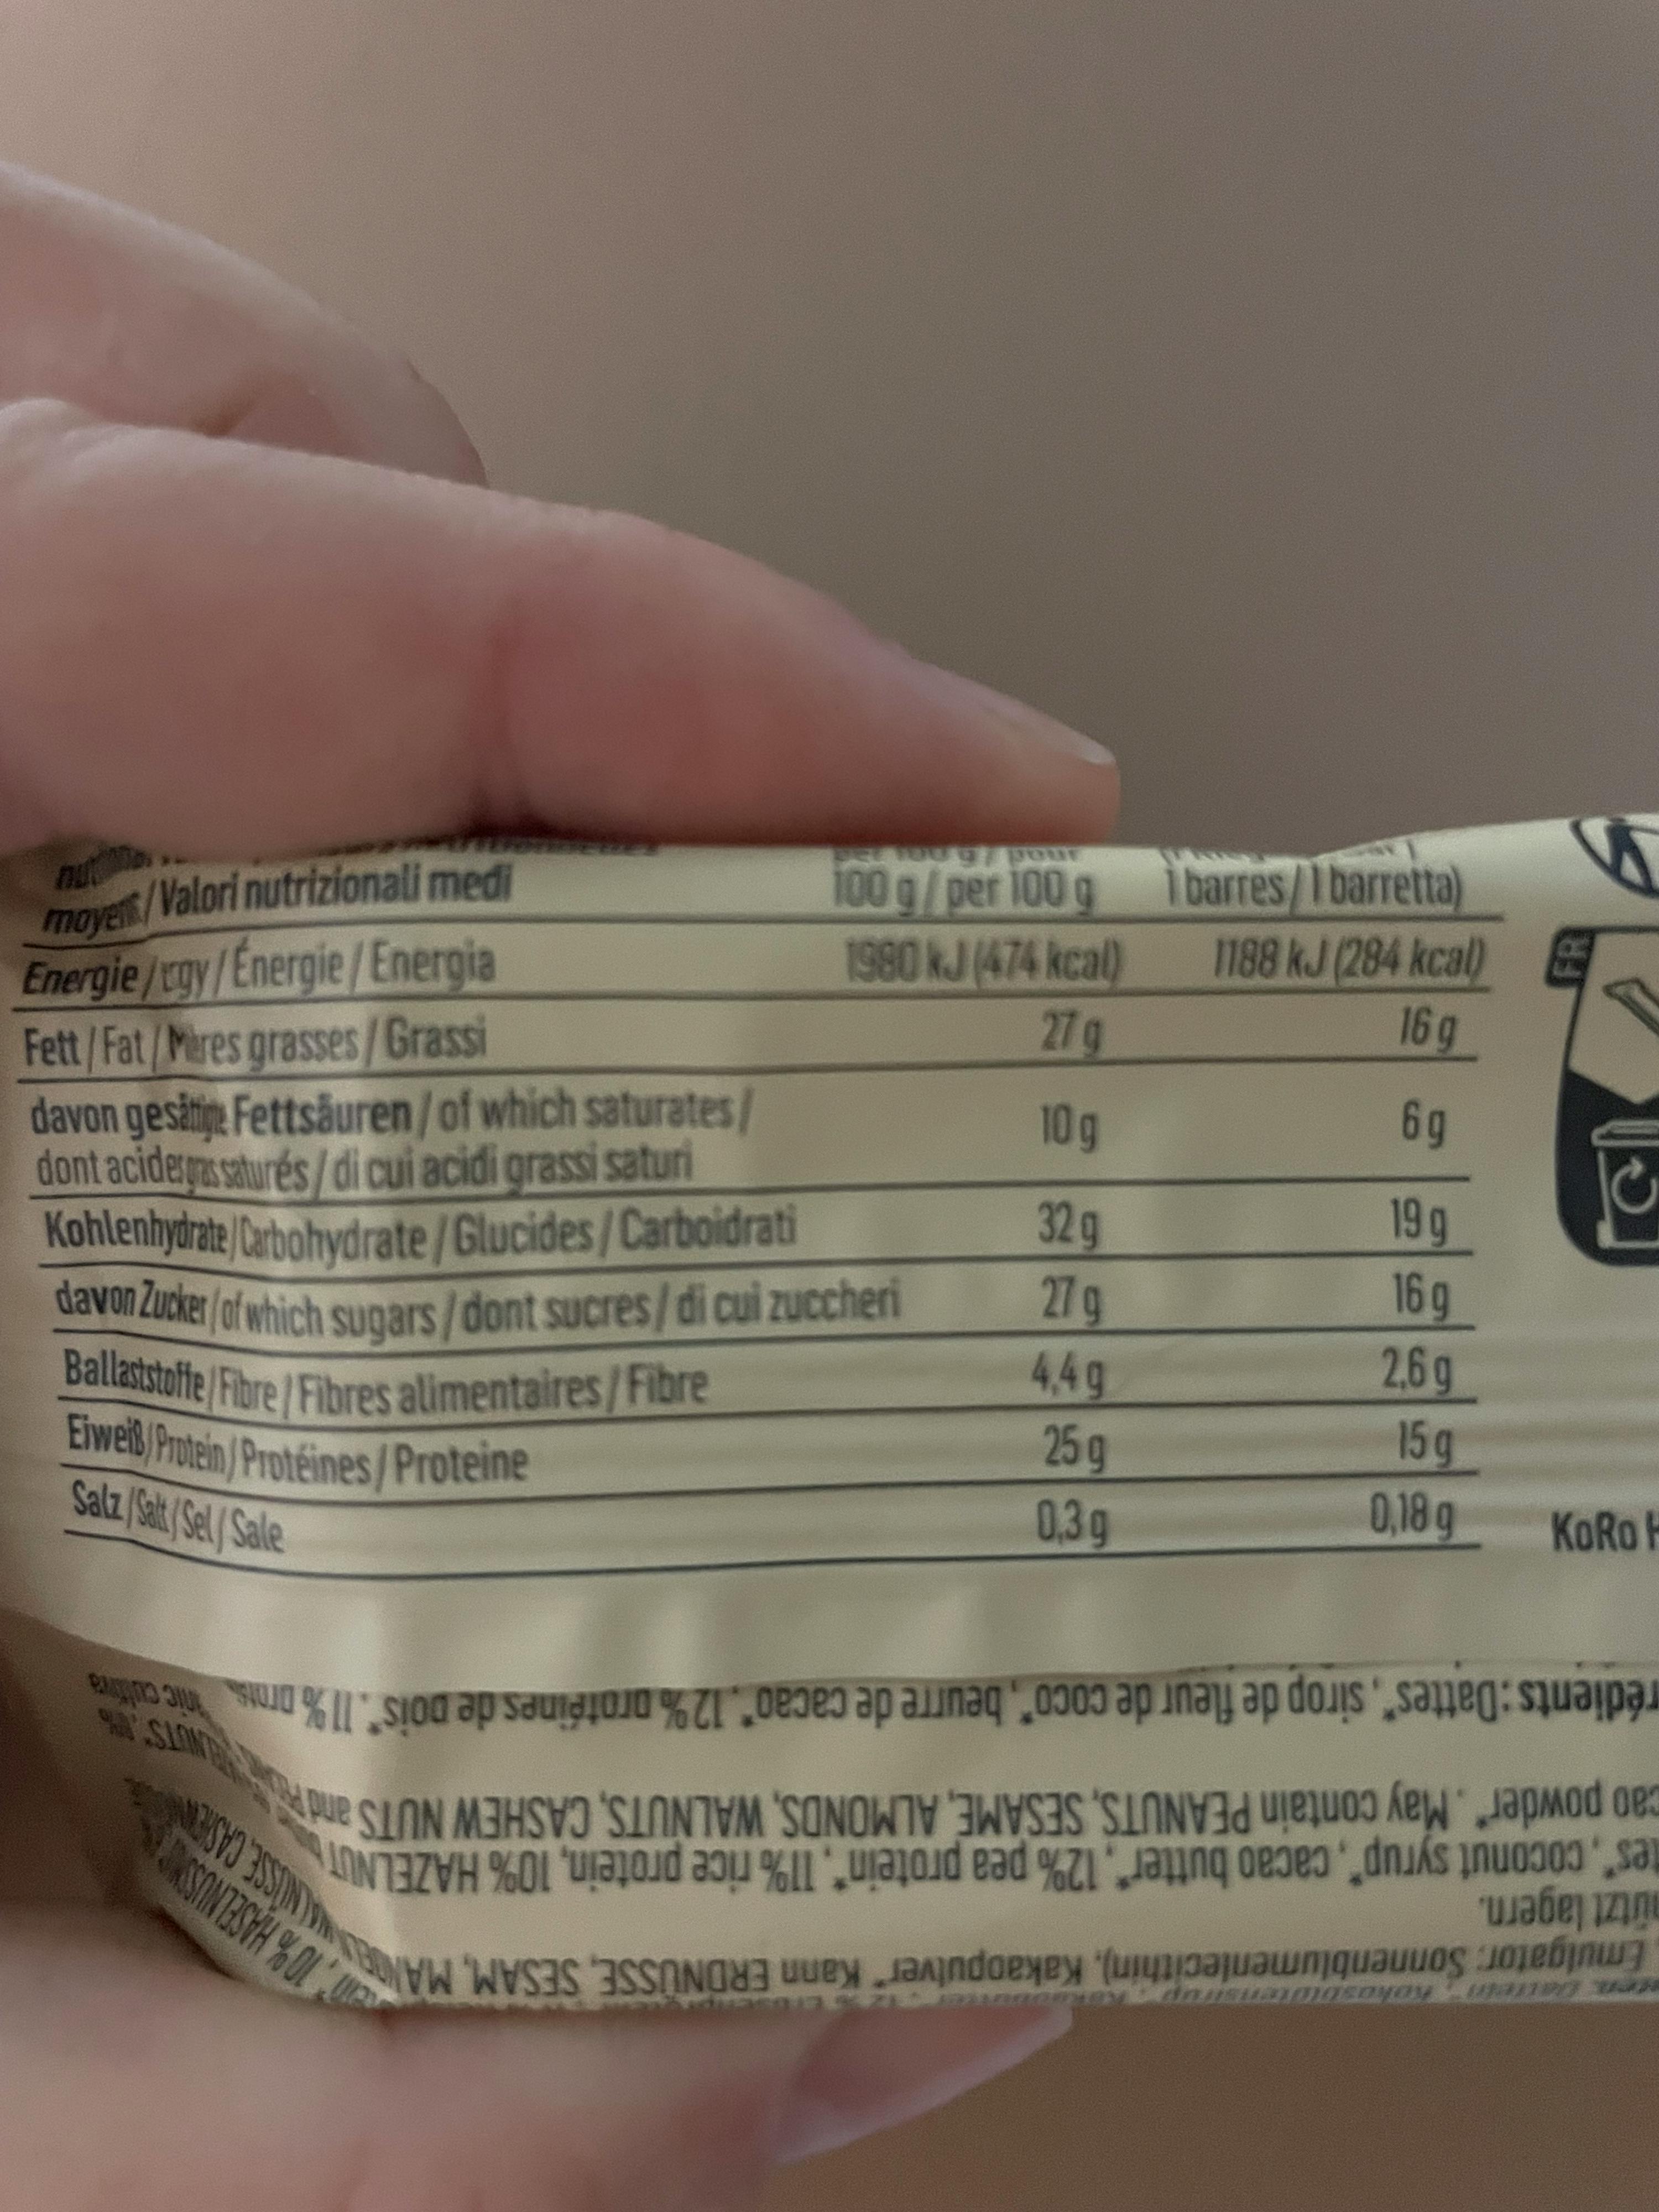 moyens / Valori nutrizionali medi 100 g / per 100 g 1 barres / 1 barretta)
Energie / / Énergie / Energia 1980 kJ (474 kcal) 1188 kJ (284 kcal)
Fett / Fat / grasses / Grassi 27 g 16 g
davon gesättigte Fettsäuren / of which saturates / 10 g 6 g
dont acides gras saturés / di cui acidi grassi saturi
Kohlenhydrate / Carbohydrate / Glucides / Carboidrati 32 g 19 g
davon Zucker / of which sugars / dont sucres / di cui zuccheri 27 g 16 g
Ballaststoffe / Fibre / Fibres alimentaires / Fibre 4,4 g 2,6 g
Eiweiß / Protein / Protéines / Proteine 25 g 15 g
Salz / Salt / Sel / Sale 0,3 g 0,18 g
FR
KoRo H
Emulgator: Sonnenblumenlecithin), Kakaopulver*. Kann ERDNÜSSE, SESAM,
ützt lagern.
tes*, coconut syrup*, cacao butter*, 12% pea protein*, 11% rice protein, 10% HAZELNUT
cao powder*. May contain PEANUTS, SESAME, ALMONDS, WALNUTS, CASHEW NUTS and
rédients: Dattes*, sirop de fleur de coco*, beurre de cacao*, 12% protéines de pois*, 11%